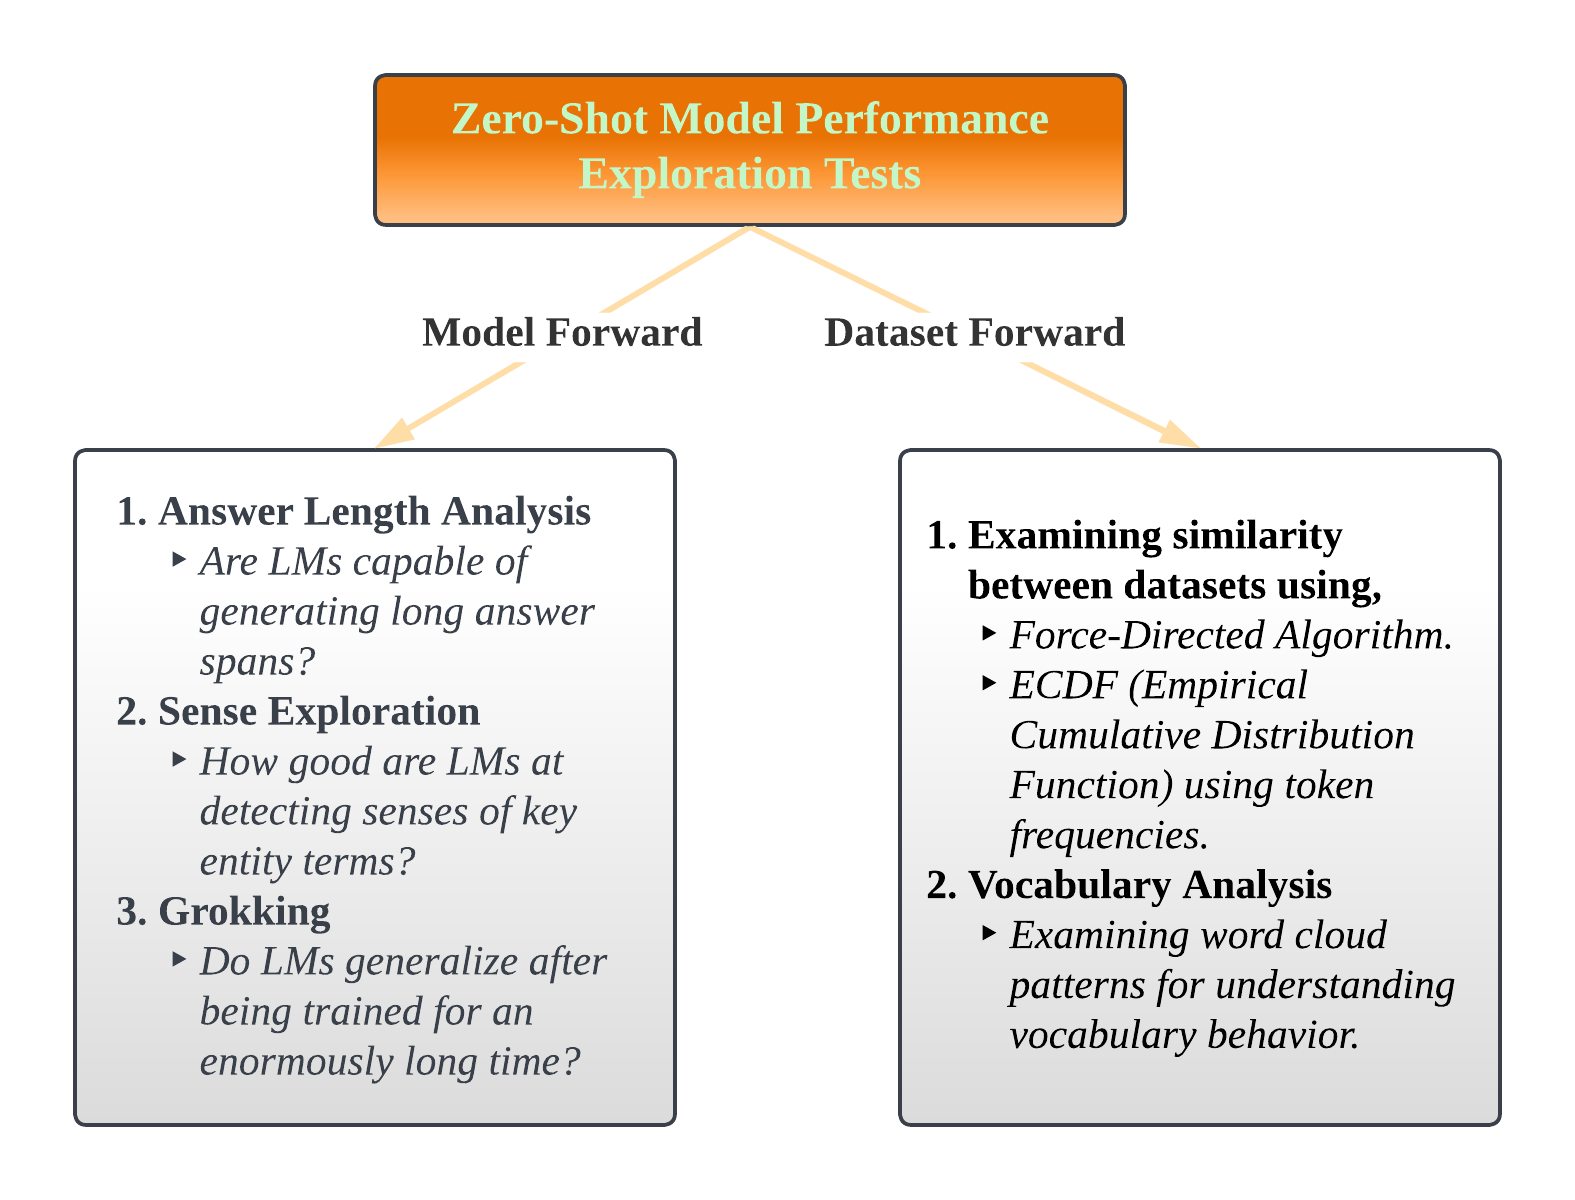 Zero-Shot Model Performance
Exploration Tests
Model Forward
Dataset Forward
1. Answer Length Analysis
‣ Are LMs capable of
generating long answer
spans?
2. Sense Exploration
‣ How good are LMs at
detecting senses of key
entity terms?
3. Grokking
‣ Do LMs generalize after
being trained for an
enormously long time?
1. Examining similarity
between datasets using,
‣ Force-Directed Algorithm.
‣ ECDF (Empirical
Cumulative Distribution
Function) using token
frequencies.
2. Vocabulary Analysis
‣ Examining word cloud
patterns for understanding
vocabulary behavior.